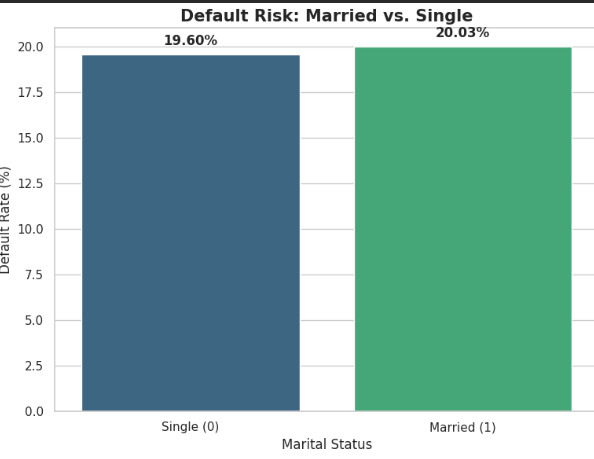 Default Risk: Married vs. Single
19.60%
20.03%
20.0
17.5
15.0
12.5
10.0
7.5
5.0
2.5
0.0
Default Rate (%)
Single (0)
Married (1)
Marital Status